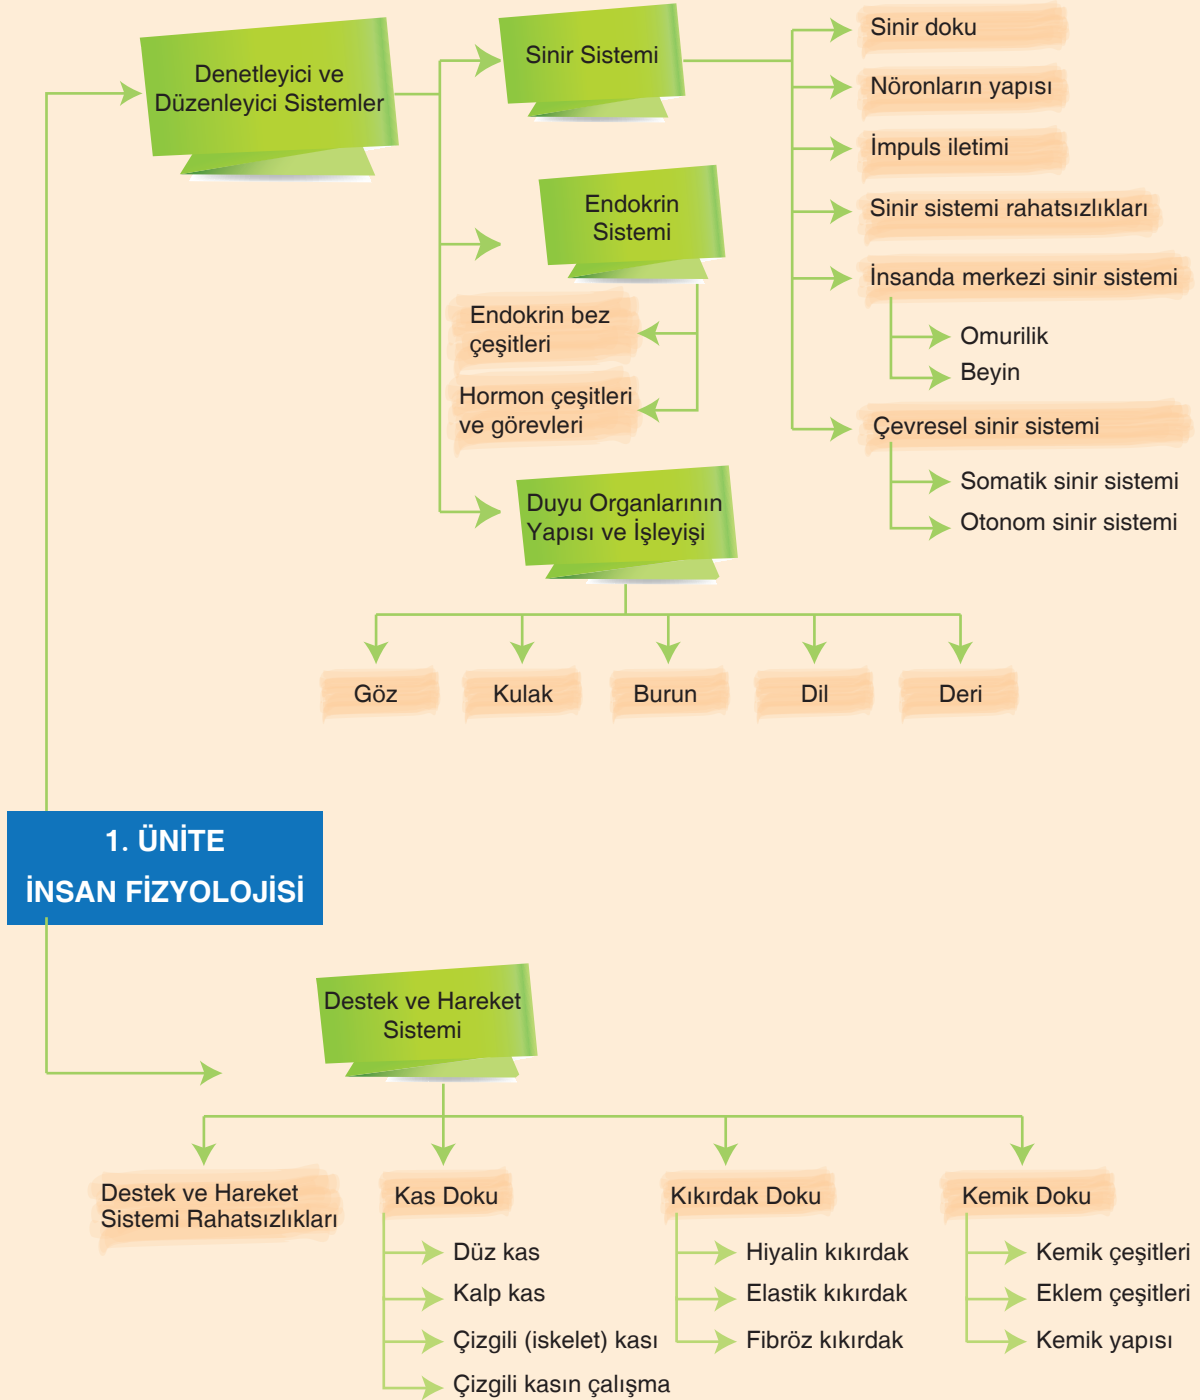 Denetleyici ve
Düzenleyici Sistemler
Sinir Sistemi
Sinir doku
Nöronların yapısı
İmpuls iletimi
Sinir sistemi rahatsızlıkları
İnsanda merkezi sinir sistemi
Omurilik
Beyin
Çevresel sinir sistemi
Somatik sinir sistemi
Otonom sinir sistemi
Endokrin
Sistemi
Endokrin bez
çeşitleri
Hormon çeşitleri
ve görevleri
Duyu Organlarının
Yapısı ve İşleyişi
Göz
Kulak
Burun
Dil
Deri
1. ÜNİTE
İNSAN FİZYOLOJİSİ
Destek ve Hareket
Sistemi
Destek ve Hareket
Sistemi Rahatsızlıkları
Kas Doku
Düz kas
Kalp kas
Çizgili (iskelet) kası
Çizgili kasın çalışma
Kıkırdak Doku
Hiyalin kıkırdak
Elastik kıkırdak
Fibröz kıkırdak
Kemik Doku
Kemik çeşitleri
Eklem çeşitleri
Kemik yapısı